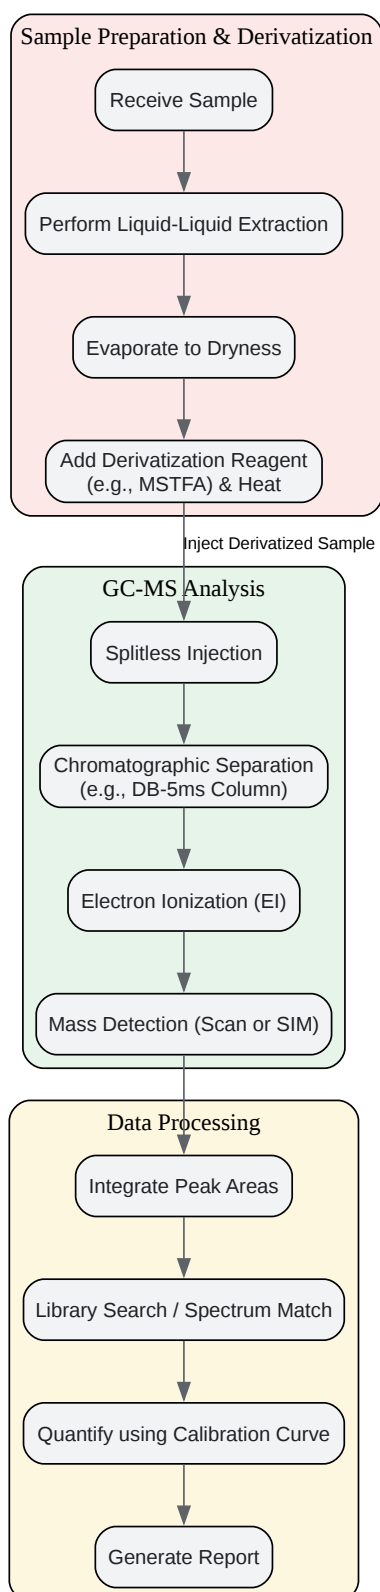 Sample Preparation & Derivatization
Receive Sample
Perform Liquid-Liquid Extraction
Evaporate to Dryness
Add Derivatization Reagent
(e.g., MSTFA) & Heat
Inject Derivatized Sample
GC-MS Analysis
Splitless Injection
Chromatographic Separation
(e.g., DB-5ms Column)
Electron Ionization (EI)
Mass Detection (Scan or SIM)
Data Processing
Integrate Peak Areas
Library Search / Spectrum Match
Quantify using Calibration Curve
Generate Report